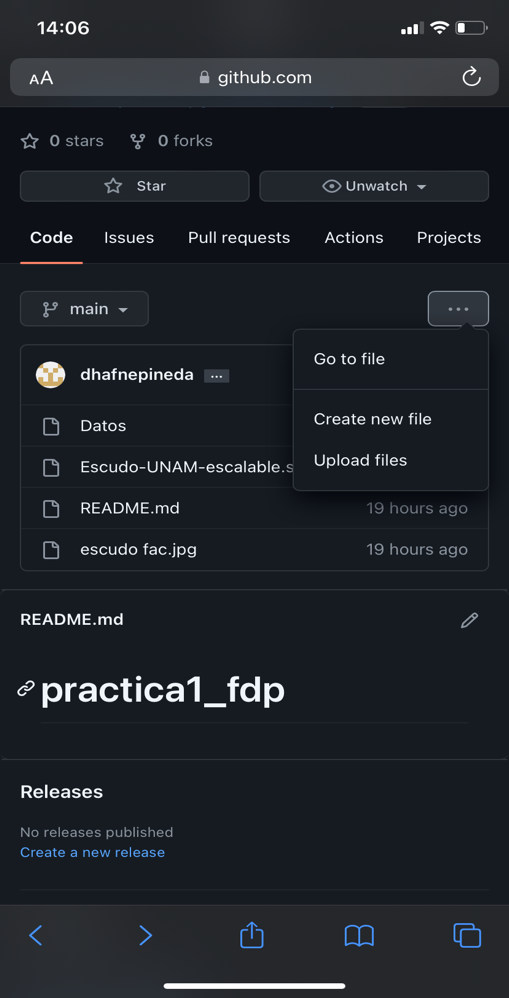 14:06
AA github.com
0 stars 0 forks
Star Unwatch
Code Issues Pull requests Actions Projects
main ...
Go to file
dhafnepineda ...
Create new file
Datos
Upload files
Escudo-UNAM-escalable.s
README.md 19 hours ago
escudo fac.jpg 19 hours ago
README.md
practica1_fdp
Releases
No releases published
Create a new release